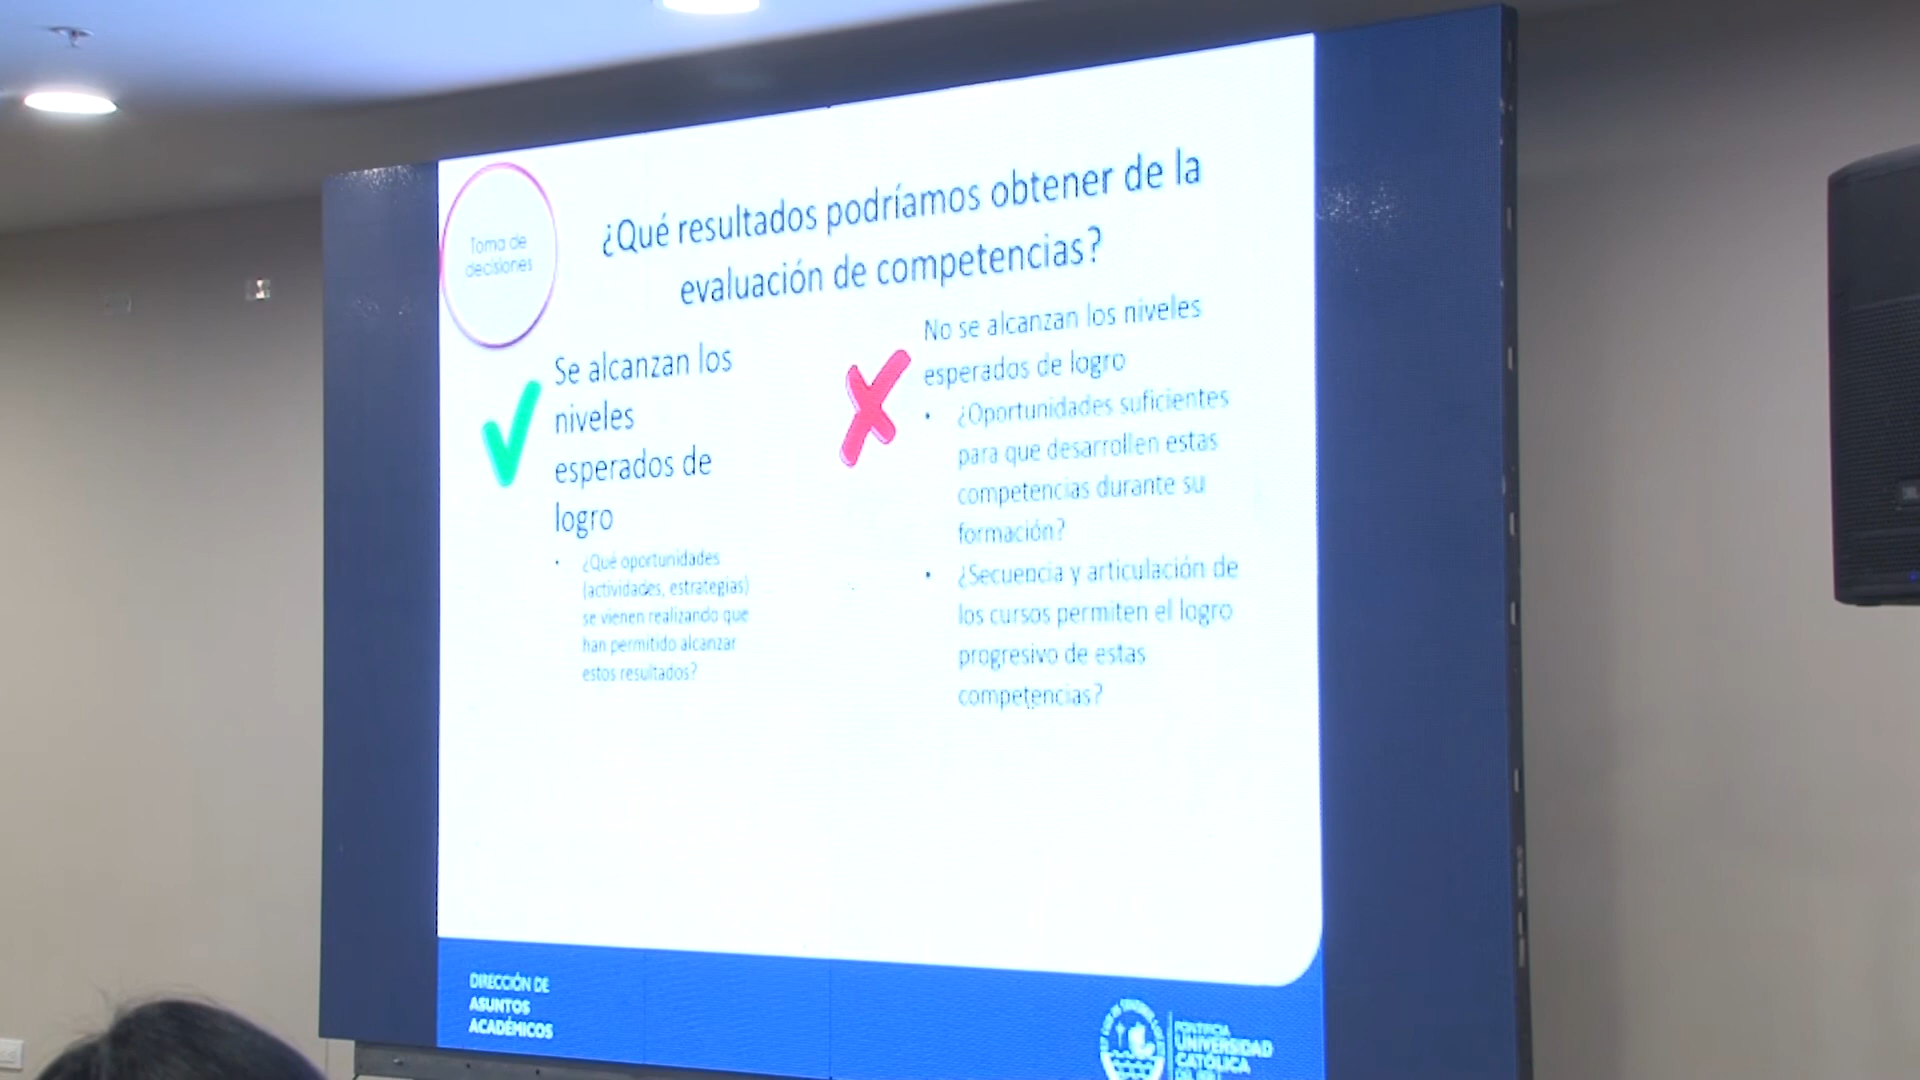 Toma de
decisiones
¿Qué resultados podríamos obtener de la
evaluación de competencias?
Se alcanzan los
niveles
esperados de
logro
• ¿Qué oportunidades
(actividades, estrategias)
se vienen realizando que
han permitido alcanzar
estos resultados?
No se alcanzan los niveles
esperados de logro
• ¿Oportunidades suficientes
para que desarrollen estas
competencias durante su
formación?
• ¿Secuencia y articulación de
los cursos permiten el logro
progresivo de estas
competencias?
DIRECCIÓN DE
ASUNTOS
ACADÉMICOS
PONTIFICIA
UNIVERSIDAD
CATÓLICA
DEL PERÚ